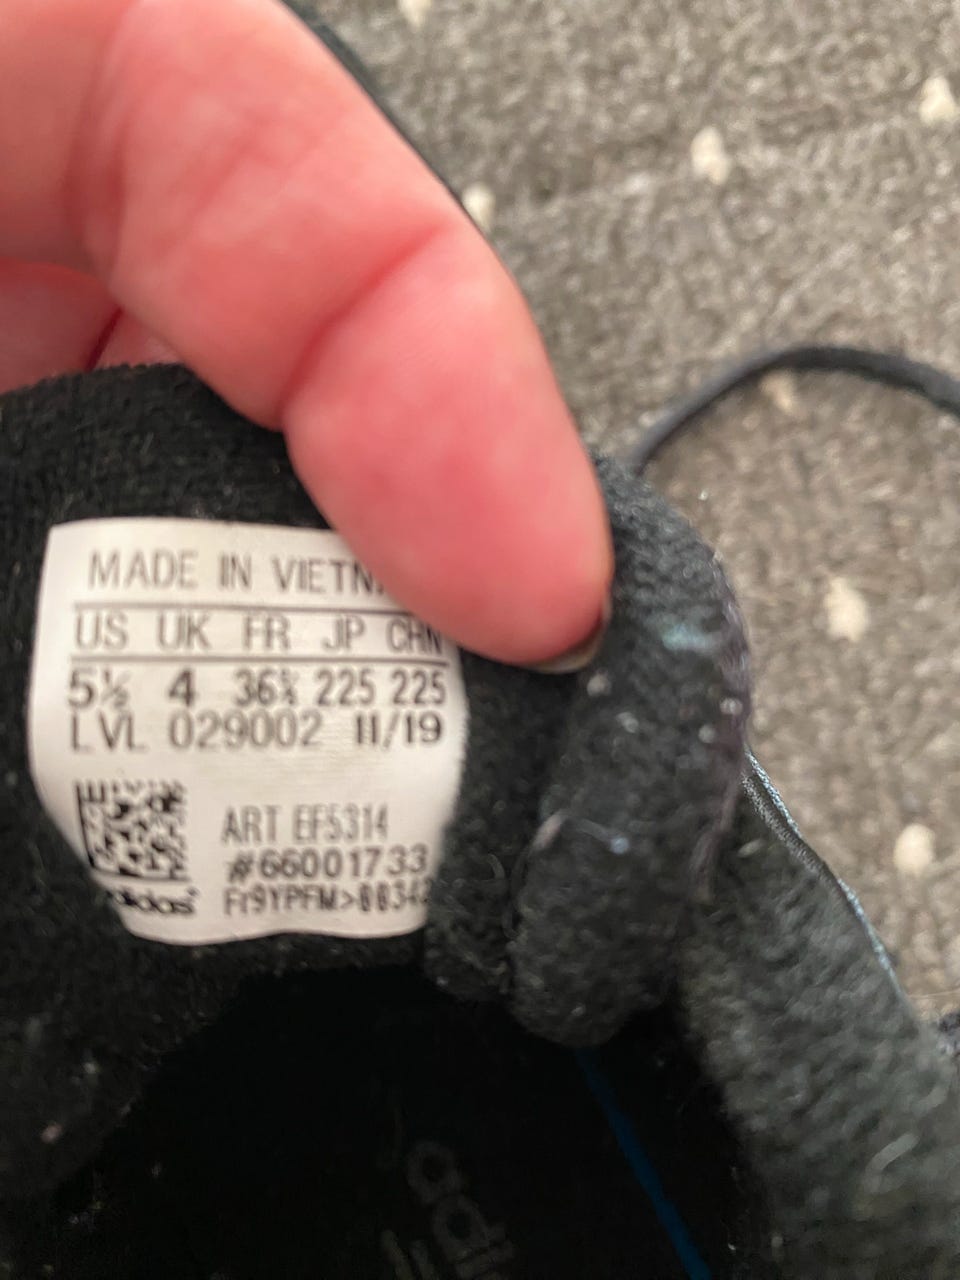 MADE IN VIETN
US UK FR JP CHN
5½ 4 36⅔ 225 225
LVL 029002 11/19
ART EF5314
#66001733
adidas